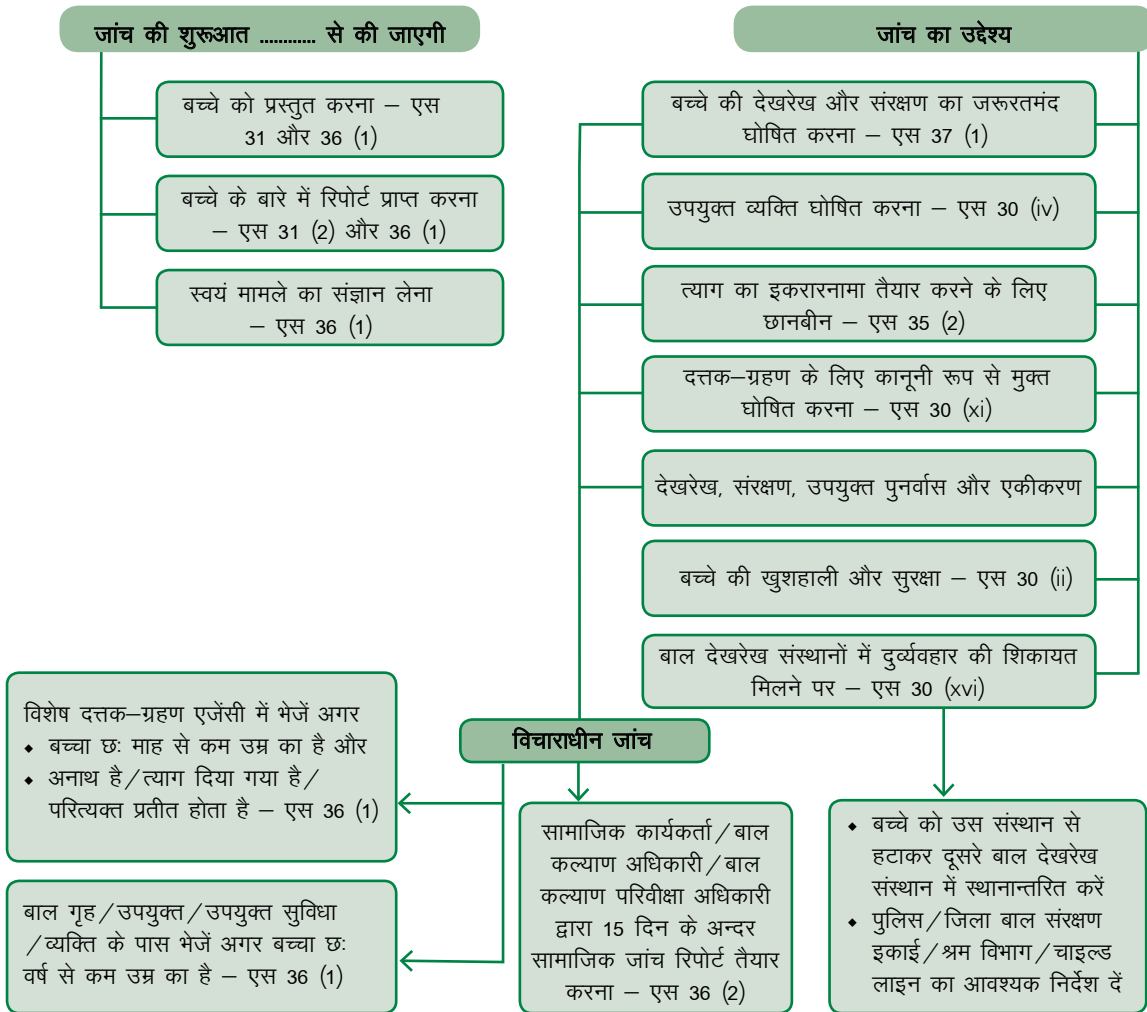 जांच की शुरूआत ............ से की जाएगी
बच्चे को प्रस्तुत करना – एस
31 और 36 (1)
बच्चे के बारे में रिपोर्ट प्राप्त करना
– एस 31 (2) और 36 (1)
स्वयं मामले का संज्ञान लेना
– एस 36 (1)
जांच का उद्देश्य
बच्चे की देखरेख और संरक्षण का जरूरतमंद
घोषित करना – एस 37 (1)
उपयुक्त व्यक्ति घोषित करना – एस 30 (iv)
त्याग का इकरारनामा तैयार करने के लिए
छानबीन – एस 35 (2)
दत्तक–ग्रहण के लिए कानूनी रूप से मुक्त
घोषित करना – एस 30 (xi)
देखरेख, संरक्षण, उपयुक्त पुनर्वास और एकीकरण
बच्चे की खुशहाली और सुरक्षा – एस 30 (ii)
बाल देखरेख संस्थानों में दुर्व्यवहार की शिकायत
मिलने पर – एस 30 (xvi)
विचाराधीन जांच
विशेष दत्तक–ग्रहण एजेंसी में भेजें अगर
⬩ बच्चा छः माह से कम उम्र का है और
⬩ अनाथ है/त्याग दिया गया है/
परित्यक्त प्रतीत होता है – एस 36 (1)
बाल गृह/उपयुक्त/उपयुक्त सुविधा
/व्यक्ति के पास भेजें अगर बच्चा छः
वर्ष से कम उम्र का है – एस 36 (1)
सामाजिक कार्यकर्ता/बाल
कल्याण अधिकारी/बाल
कल्याण परिवीक्षा अधिकारी
द्वारा 15 दिन के अन्दर
सामाजिक जांच रिपोर्ट तैयार
करना – एस 36 (2)
⬩ बच्चे को उस संस्थान से
हटाकर दूसरे बाल देखरेख
संस्थान में स्थानान्तरित करें
⬩ पुलिस/जिला बाल संरक्षण
इकाई/श्रम विभाग/चाइल्ड
लाइन का आवश्यक निर्देश दें